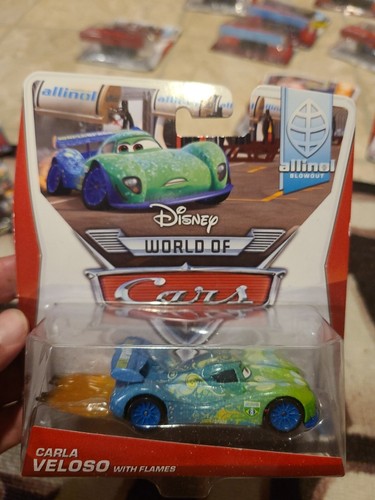 allinol
allinol
allinol
BLOWOUT
Disney
WORLD OF
Cars
CARLA
VELOSO WITH FLAMES